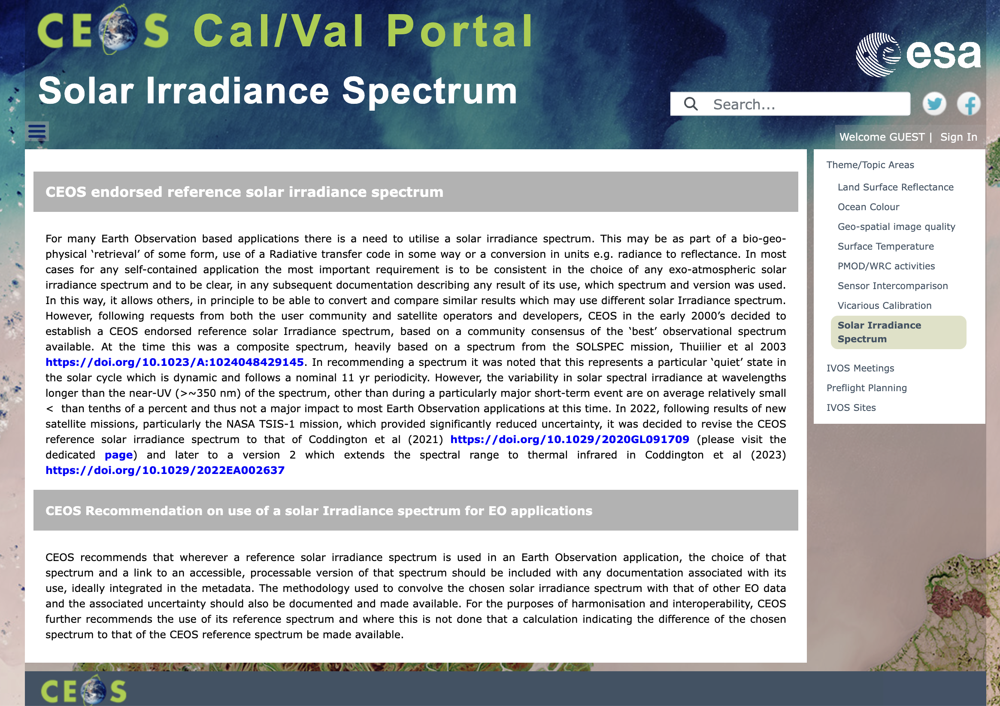 CEOS Cal/Val Portal
esa
Solar Irradiance Spectrum
Search...
Welcome GUEST | Sign In
CEOS endorsed reference solar irradiance spectrum
For many Earth Observation based applications there is a need to utilise a solar irradiance spectrum. This may be as part of a bio-geo-
physical ‘retrieval’ of some form, use of a Radiative transfer code in some way or a conversion in units e.g. radiance to reflectance. In most
cases for any self-contained application the most important requirement is to be consistent in the choice of any exo-atmospheric solar
irradiance spectrum and to be clear, in any subsequent documentation describing any result of its use, which spectrum and version was used.
In this way, it allows others, in principle to be able to convert and compare similar results which may use different solar Irradiance spectrum.
However, following requests from both the user community and satellite operators and developers, CEOS in the early 2000’s decided to
establish a CEOS endorsed reference solar Irradiance spectrum, based on a community consensus of the ‘best’ observational spectrum
available. At the time this was a composite spectrum, heavily based on a spectrum from the SOLSPEC mission, Thuiilier et al 2003
https://doi.org/10.1023/A:1024048429145. In recommending a spectrum it was noted that this represents a particular ‘quiet’ state in
the solar cycle which is dynamic and follows a nominal 11 yr periodicity. However, the variability in solar spectral irradiance at wavelengths
longer than the near-UV (>~350 nm) of the spectrum, other than during a particularly major short-term event are on average relatively small
< than tenths of a percent and thus not a major impact to most Earth Observation applications at this time. In 2022, following results of new
satellite missions, particularly the NASA TSIS-1 mission, which provided significantly reduced uncertainty, it was decided to revise the CEOS
reference solar irradiance spectrum to that of Coddington et al (2021) https://doi.org/10.1029/2020GL091709 (please visit the
dedicated page) and later to a version 2 which extends the spectral range to thermal infrared in Coddington et al (2023)
https://doi.org/10.1029/2022EA002637
CEOS Recommendation on use of a solar Irradiance spectrum for EO applications
CEOS recommends that wherever a reference solar irradiance spectrum is used in an Earth Observation application, the choice of that
spectrum and a link to an accessible, processable version of that spectrum should be included with any documentation associated with its
use, ideally integrated in the metadata. The methodology used to convolve the chosen solar irradiance spectrum with that of other EO data
and the associated uncertainty should also be documented and made available. For the purposes of harmonisation and interoperability, CEOS
further recommends the use of its reference spectrum and where this is not done that a calculation indicating the difference of the chosen
spectrum to that of the CEOS reference spectrum be made available.
Theme/Topic Areas
Land Surface Reflectance
Ocean Colour
Geo-spatial image quality
Surface Temperature
PMOD/WRC activities
Sensor Intercomparison
Vicarious Calibration
Solar Irradiance
Spectrum
IVOS Meetings
Preflight Planning
IVOS Sites
CEOS